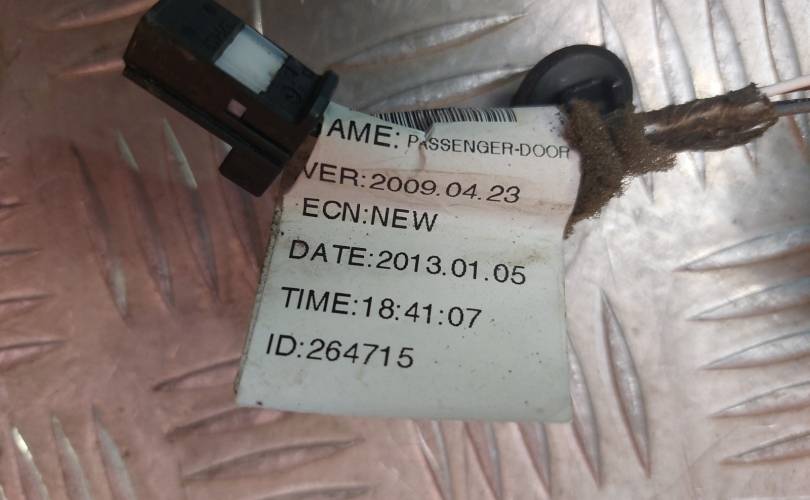 AME: PASSENGER-DOOR
VER:2009.04.23
ECN:NEW
DATE:2013.01.05
TIME:18:41:07
ID:264715